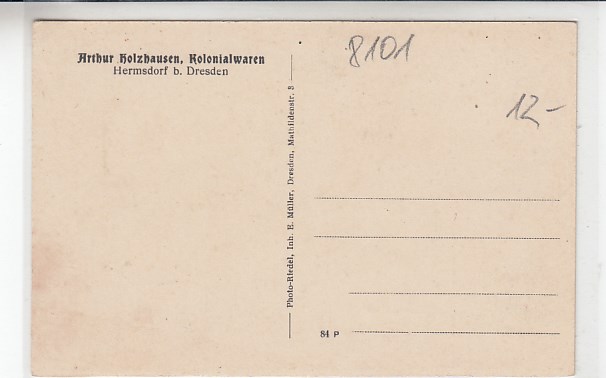 Arthur Holzhausen, Kolonialwaren
Hermsdorf b. Dresden
Photo-Riedel, Inh. E. Müller, Dresden, Mathildenstr. 3
8101
12-
84 P